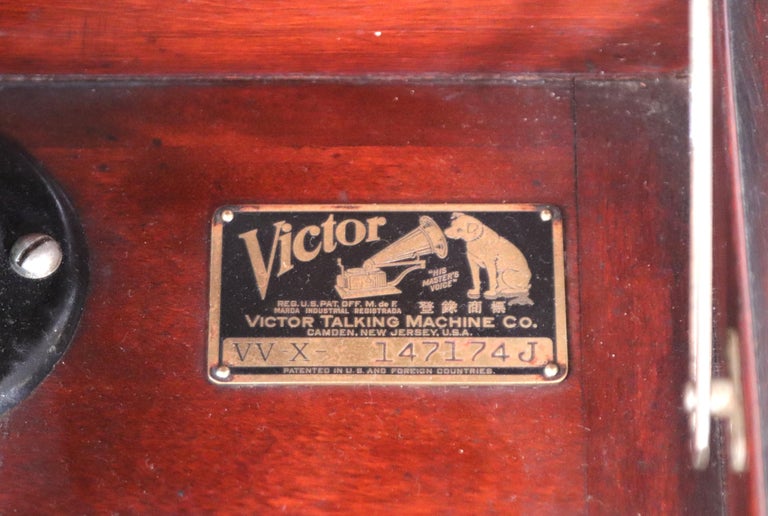 Victor
"HIS
MASTER'S
VOICE"
REG. U.S. PAT. OFF. M. de F.
MARCA INDUSTRIAL REGISTRADA
登錄商標
VICTOR TALKING MACHINE CO.
CAMDEN, NEW JERSEY, U.S.A.
VV X- 147174 J
PATENTED IN U.S. AND FOREIGN COUNTRIES.